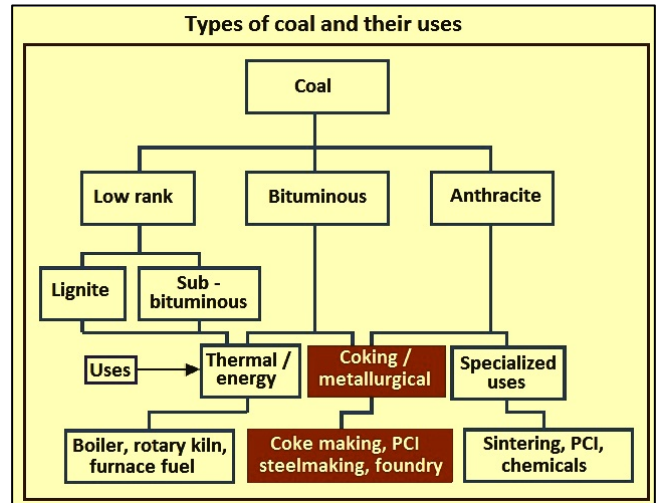 Types of coal and their uses
Coal
Low rank
Bituminous
Anthracite
Lignite
Sub -
bituminous
Uses
Thermal /
energy
Coking /
metallurgical
Specialized
uses
Boiler, rotary kiln,
furnace fuel
Coke making, PCI
steelmaking, foundry
Sintering, PCI,
chemicals